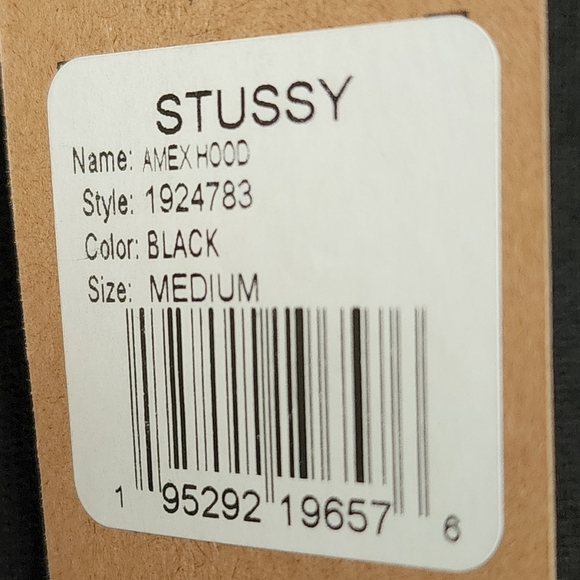 STUSSY
Name: AMEX HOOD
Style: 1924783
Color: BLACK
Size: MEDIUM
1 95292 19657 6